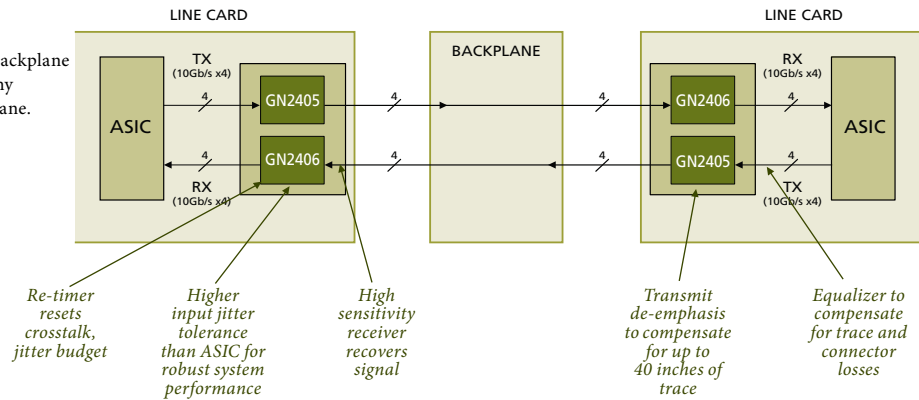 LINE CARD
LINE CARD
ackplane
ny
ane.
BACKPLANE
TX
(10Gb/s x4)
RX
(10Gb/s x4)
4
GN2405
4
4
GN2406
4
ASIC
ASIC
4
GN2406
4
4
GN2405
4
RX
(10Gb/s x4)
TX
(10Gb/s x4)
Re-timer
resets
crosstalk,
jitter budget
Higher
input jitter
tolerance
than ASIC for
robust system
performance
High
sensitivity
receiver
recovers
signal
Transmit
de-emphasis
to compensate
for up to
40 inches of
trace
Equalizer to
compensate
for trace and
connector
losses